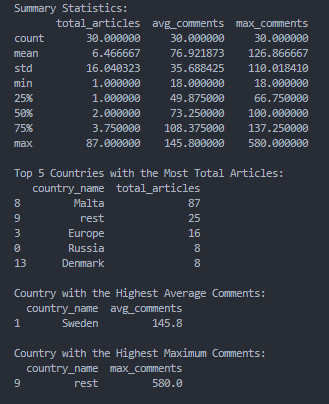 Summary Statistics:
total_articles avg_comments max_comments
count 30.000000 30.000000 30.000000
mean 6.466667 76.921873 126.866667
std 16.040323 35.688425 110.018410
min 1.000000 18.000000 18.000000
25% 1.000000 49.875000 66.750000
50% 2.000000 73.250000 100.000000
75% 3.750000 108.375000 137.250000
max 87.000000 145.800000 580.000000
Top 5 Countries with the Most Total Articles:
country_name total_articles
8 Malta 87
9 rest 25
3 Europe 16
0 Russia 8
13 Denmark 8
Country with the Highest Average Comments:
country_name avg_comments
1 Sweden 145.8
Country with the Highest Maximum Comments:
country_name max_comments
9 rest 580.0